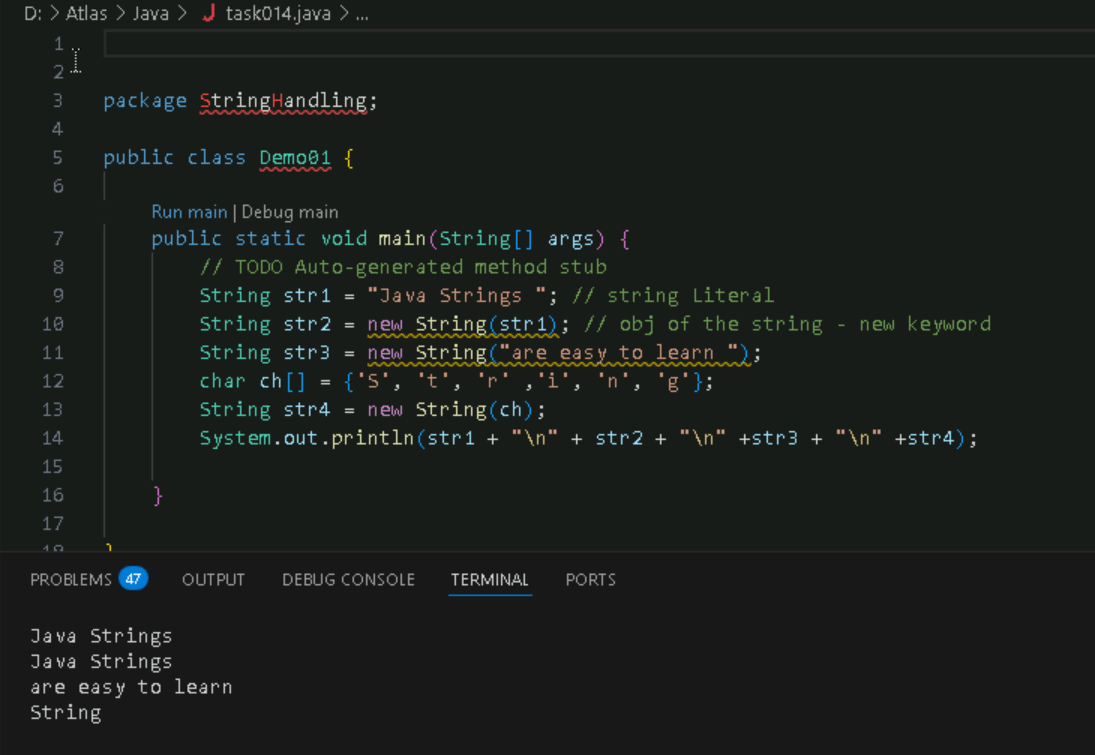 D: > Atlas > Java > J task014.java > ...
1
2
3 package StringHandling;
4
5 public class Demo01 {
6
Run main | Debug main
7 public static void main(String[] args) {
8 // TODO Auto-generated method stub
9 String str1 = "Java Strings "; // string Literal
10 String str2 = new String(str1); // obj of the string - new keyword
11 String str3 = new String("are easy to learn ");
12 char ch[] = {'S', 't', 'r' ,'i', 'n', 'g'};
13 String str4 = new String(ch);
14 System.out.println(str1 + "\n" + str2 + "\n" +str3 + "\n" +str4);
15
16 }
17
18 }
PROBLEMS 47 OUTPUT DEBUG CONSOLE TERMINAL PORTS
Java Strings
Java Strings
are easy to learn
String